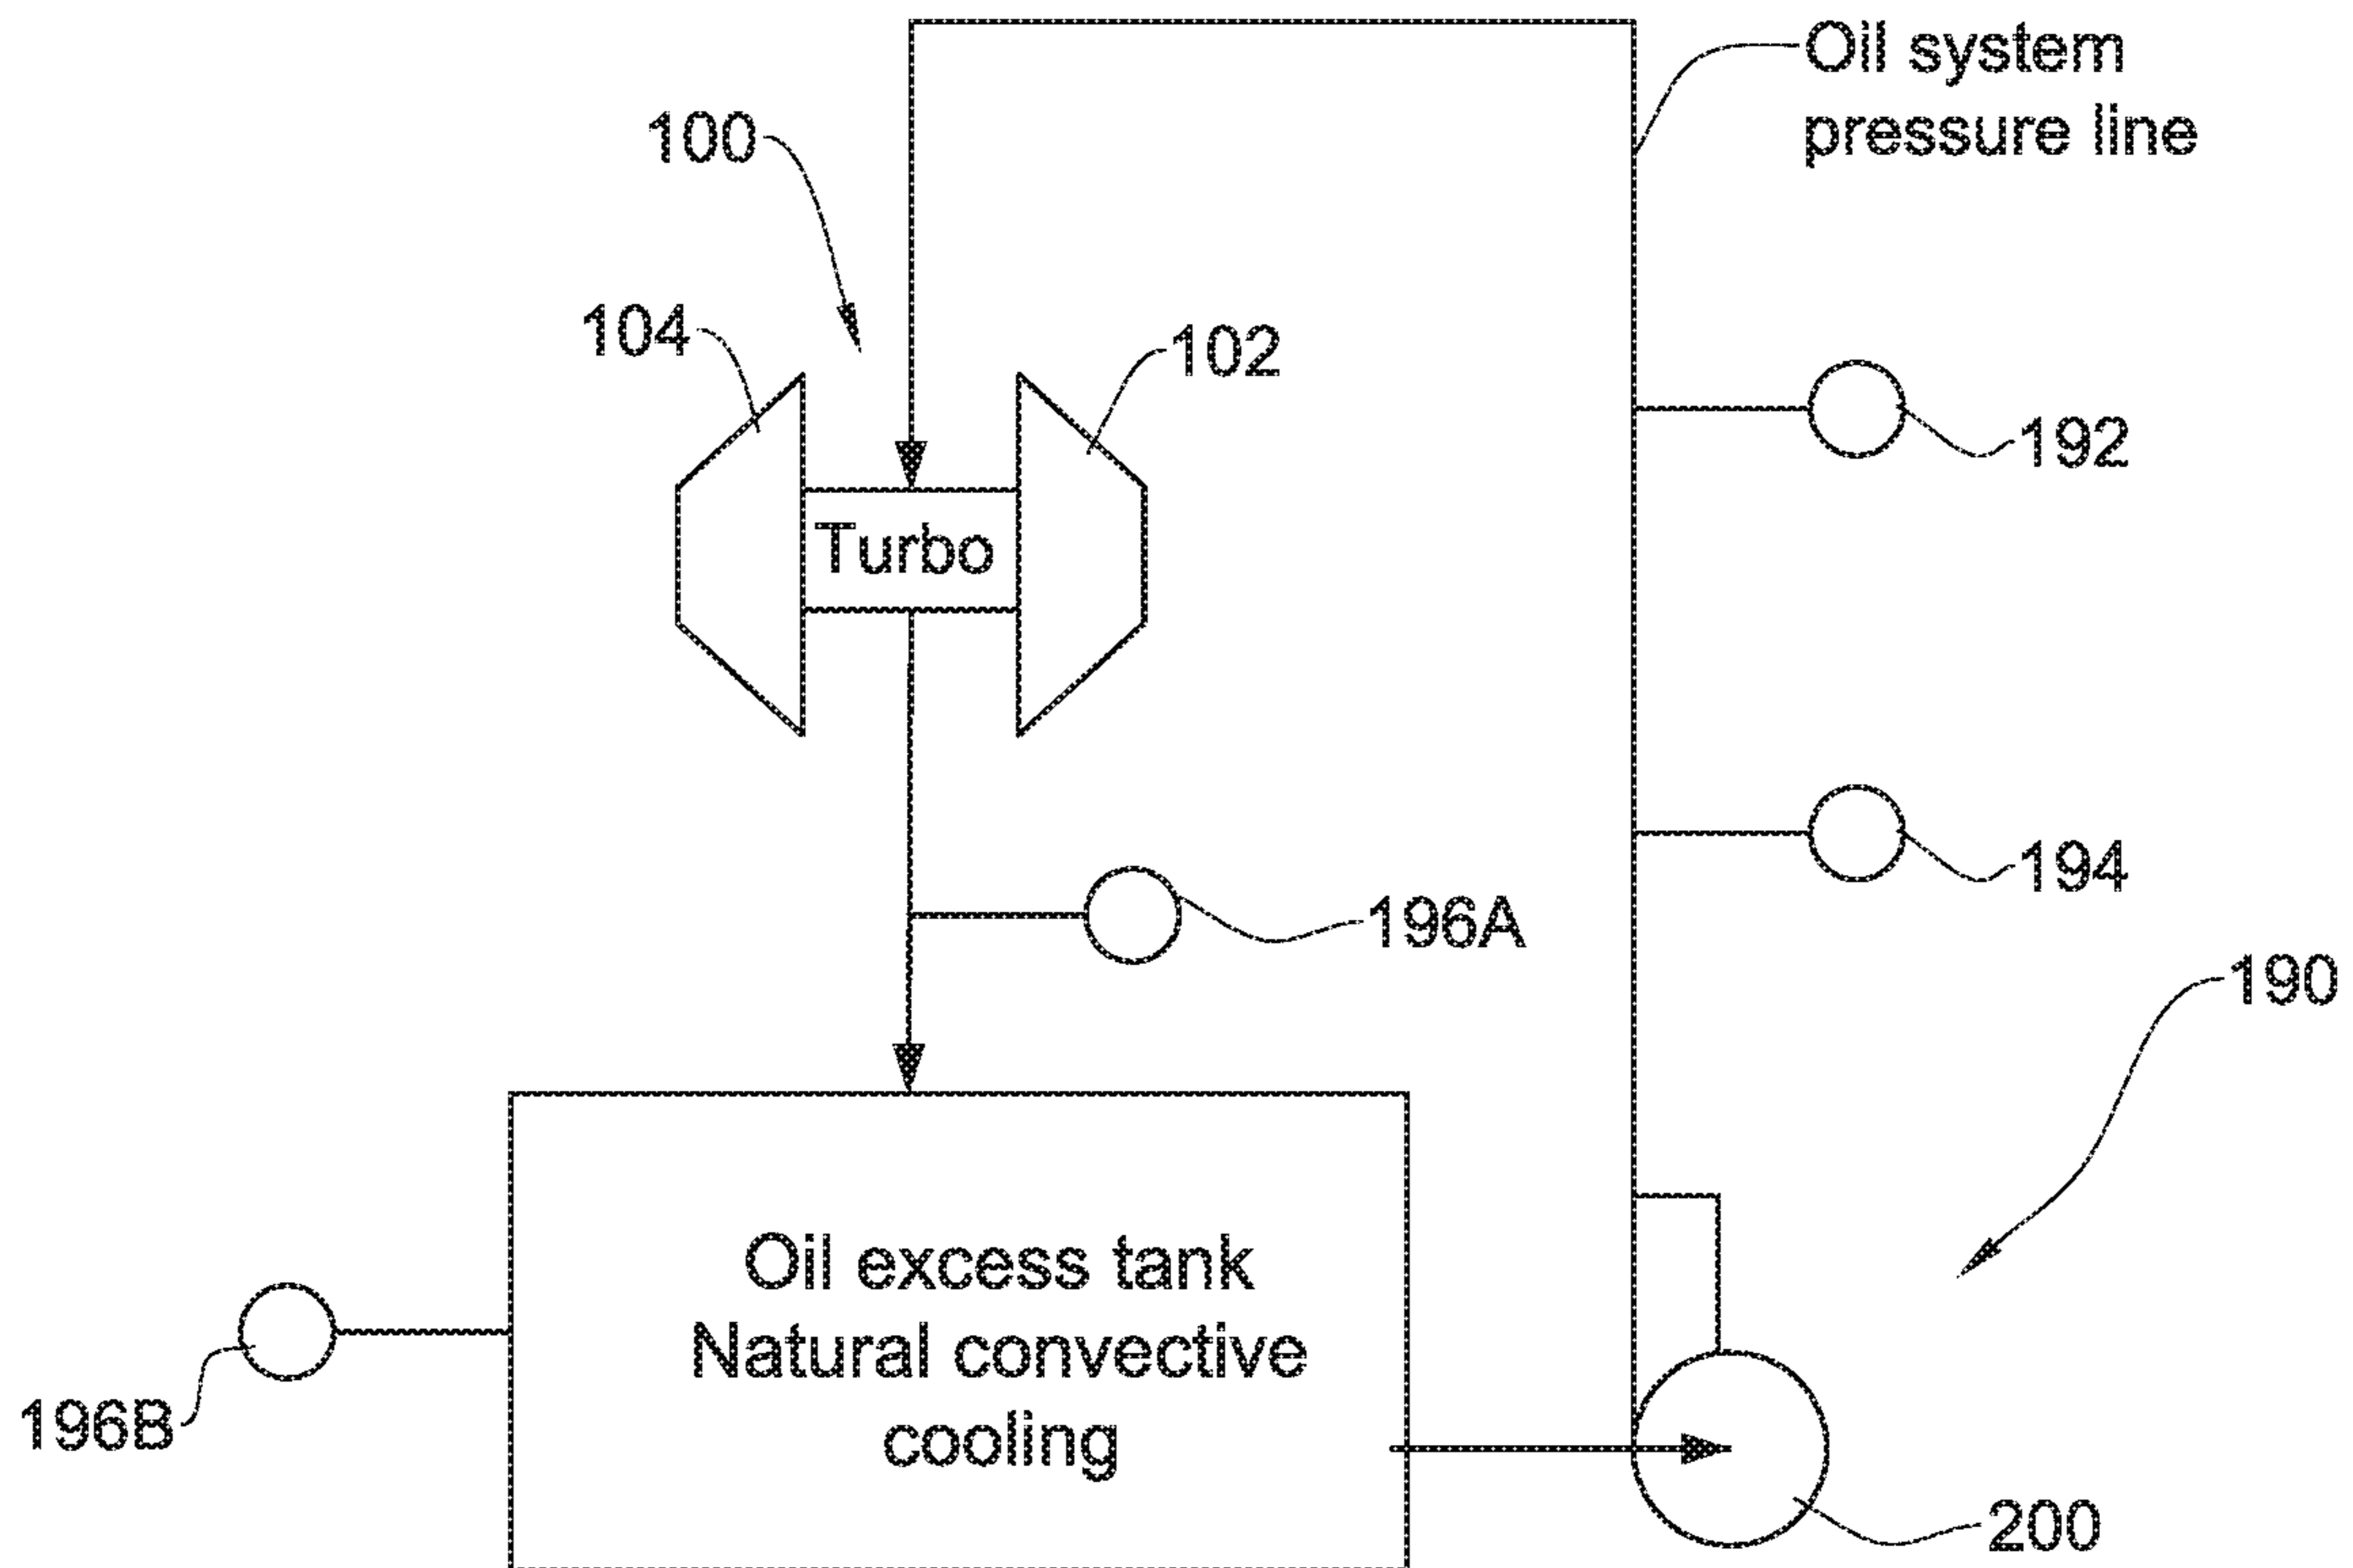 Oil system
pressure line
100
104
102
192
Turbo
194
196A
190
Oil excess tank
Natural convective
cooling
196B
200